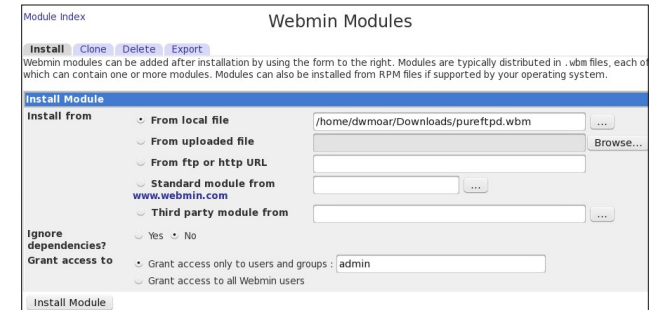 Module Index
Webmin Modules
Install Clone Delete Export
Webmin modules can be added after installation by using the form to the right. Modules are typically distributed in .wbm files, each of
which can contain one or more modules. Modules can also be installed from RPM files if supported by your operating system.
Install Module
Install from
From local file /home/dwmoar/Downloads/pureftpd.wbm ...
From uploaded file Browse...
From ftp or http URL
Standard module from ...
www.webmin.com
Third party module from ...
Ignore
dependencies?
Yes No
Grant access to
Grant access only to users and groups : admin
Grant access to all Webmin users
Install Module